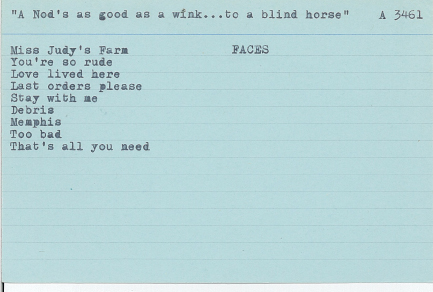 "A Nod's as good as a wink...to a blind horse" A 3461
Miss Judy's Farm FACES
You're so rude
Love lived here
Last orders please
Stay with me
Debris
Memphis
Too bad
That's all you need